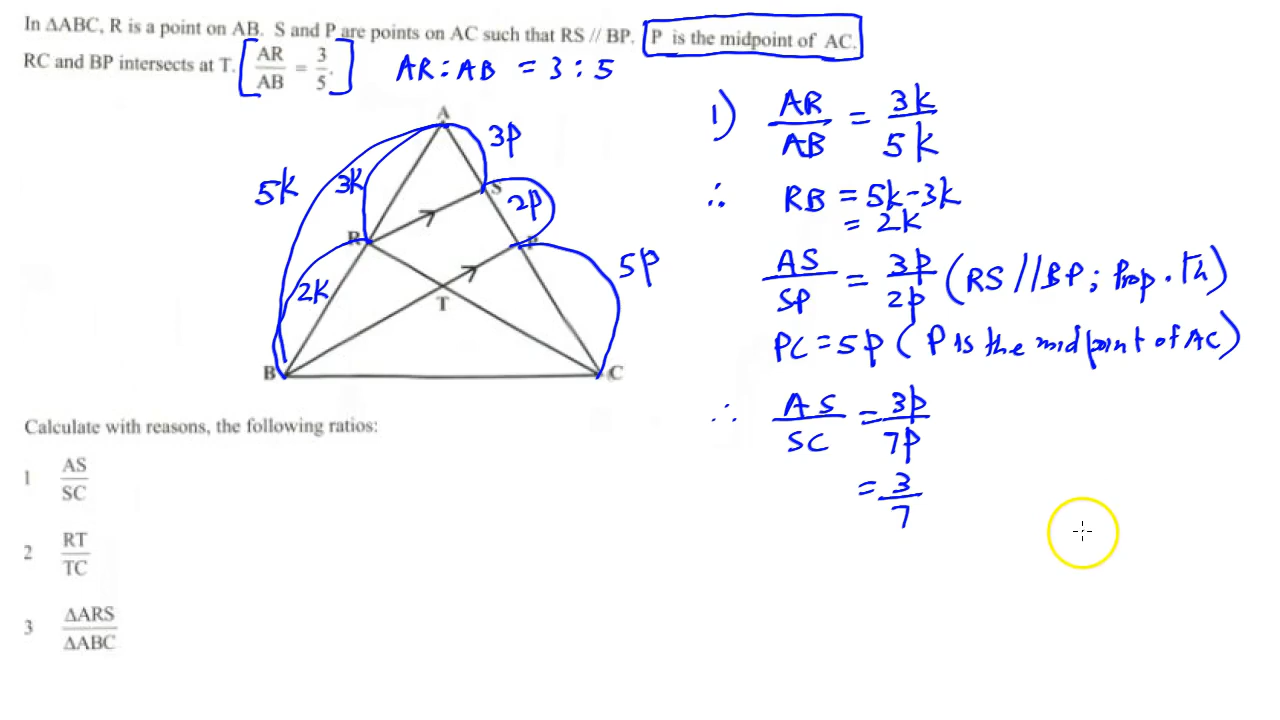 In ΔABC, R is a point on AB. S and P are points on AC such that RS // BP. P is the midpoint of AC.
RC and BP intersects at T. AR/AB = 3/5. AR : AB = 3 : 5
A
3p
5k
3k
S
2p
R
P
5p
2k
T
B
C
1) AR/AB = 3k/5k
∴ RB = 5k-3k
= 2k
AS/SP = 3p/2p (RS//BP; Prop. Th)
PC = 5p (P is the midpoint of AC)
∴ AS/SC = 3p/7p
= 3/7
Calculate with reasons, the following ratios:
1 AS/SC
2 RT/TC
3 ΔARS/ΔABC